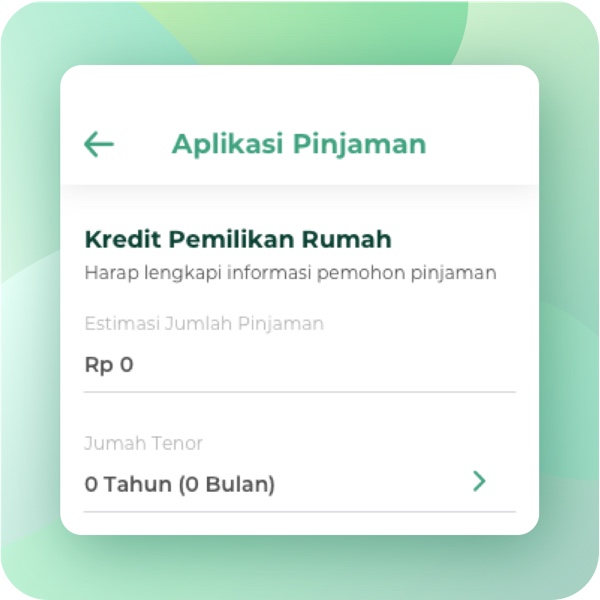 Aplikasi Pinjaman
Kredit Pemilikan Rumah
Harap lengkapi informasi pemohon pinjaman
Estimasi Jumlah Pinjaman
Rp 0
Jumah Tenor
0 Tahun (0 Bulan)